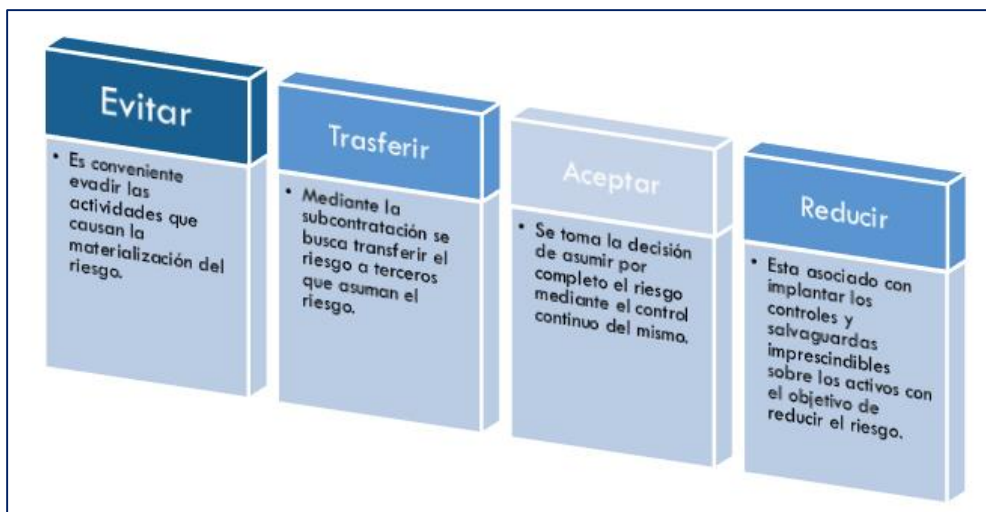 Evitar
• Es conveniente
evadir las
actividades que
causan la
materialización del
riesgo.
Trasferir
• Mediante la
subcontratación se
busca transferir el
riesgo a terceros
que asuman el
riesgo.
Aceptar
• Se toma la decisión
de asumir por
completo el riesgo
mediante el control
continuo del mismo.
Reducir
• Esta asociado con
implantar los
controles y
salvaguardas
imprescindibles
sobre los activos con
el objetivo de
reducir el riesgo.